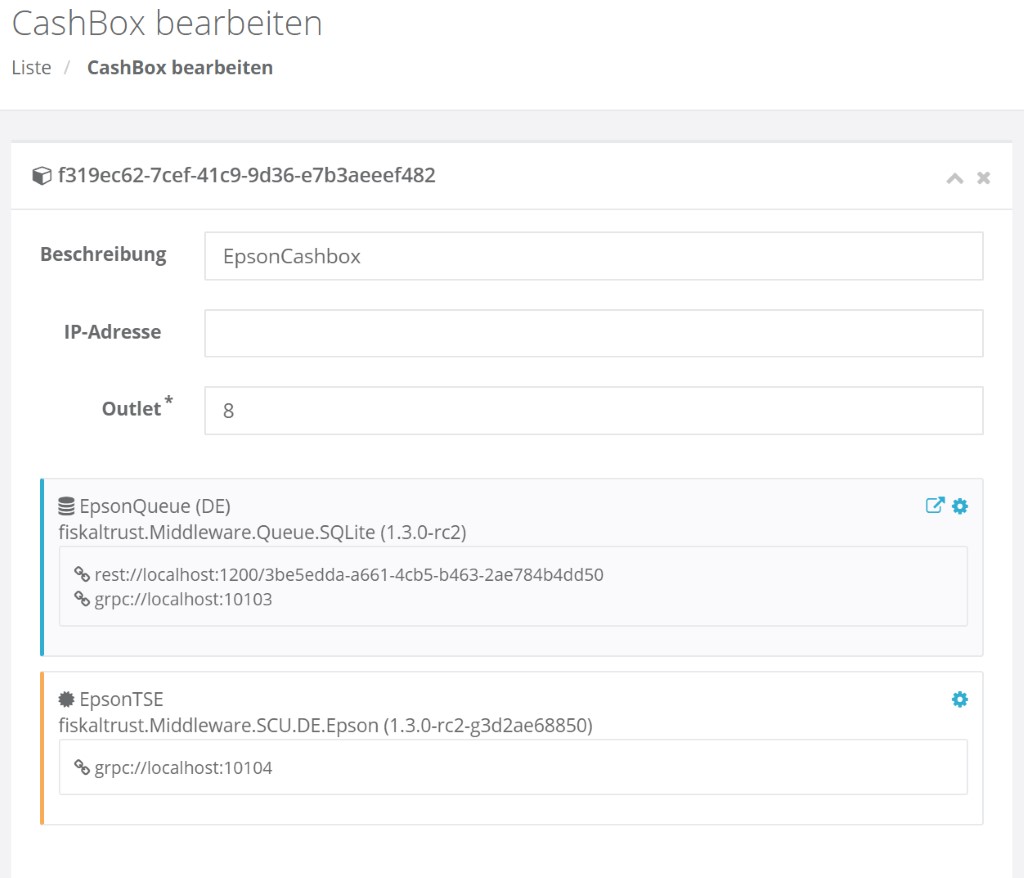 CashBox bearbeiten
Liste / CashBox bearbeiten
f319ec62-7cef-41c9-9d36-e7b3aeeef482
Beschreibung EpsonCashbox
IP-Adresse
Outlet * 8
EpsonQueue (DE)
fiskaltrust.Middleware.Queue.SQLite (1.3.0-rc2)
rest://localhost:1200/3be5edda-a661-4cb5-b463-2ae784b4dd50
grpc://localhost:10103
EpsonTSE
fiskaltrust.Middleware.SCU.DE.Epson (1.3.0-rc2-g3d2ae68850)
grpc://localhost:10104